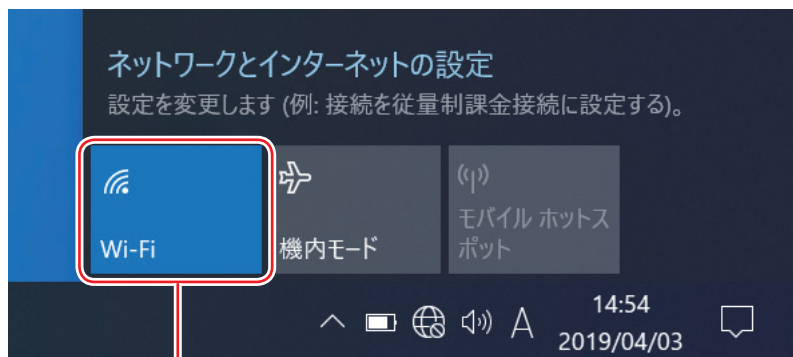 ネットワークとインターネットの設定
設定を変更します (例: 接続を従量制課金接続に設定する)。
Wi-Fi
機内モード
モバイル ホットス
ポット
A
14:54
2019/04/03